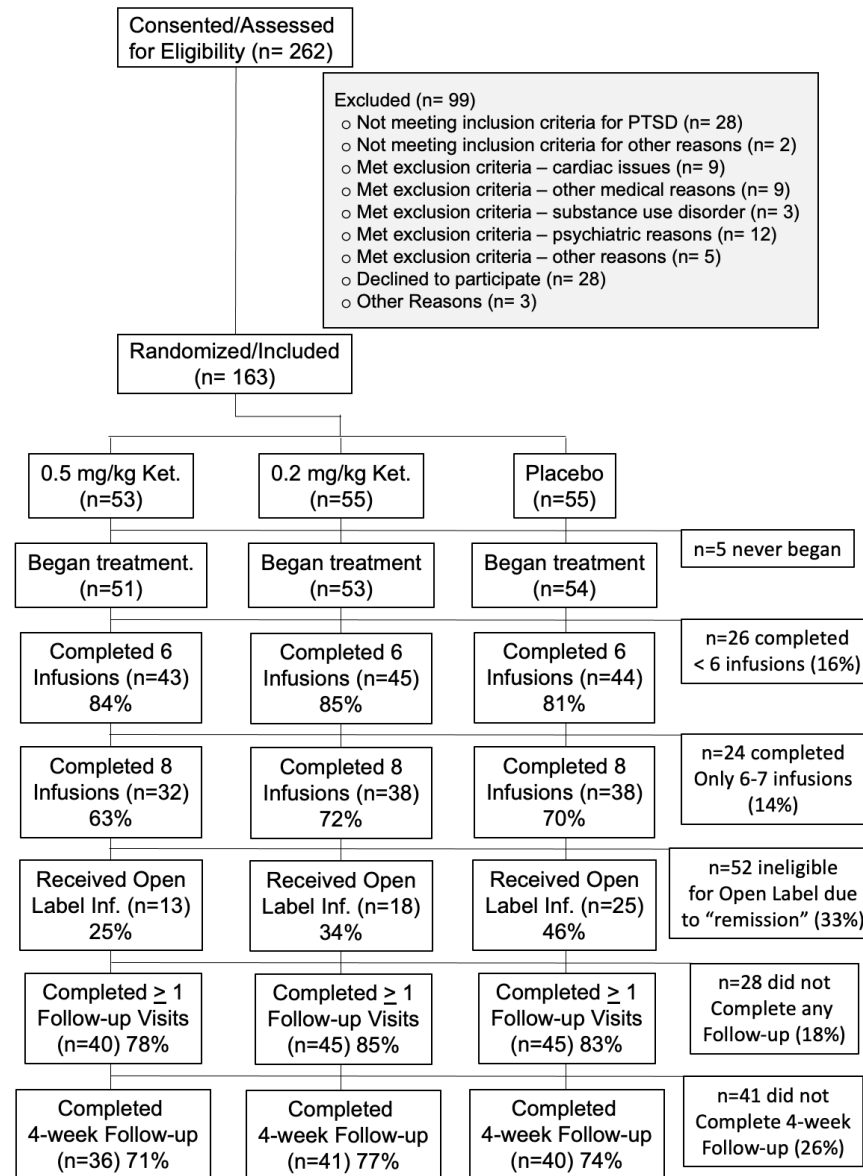 Consented/Assessed
for Eligibility (n= 262)
Excluded (n= 99)
○ Not meeting inclusion criteria for PTSD (n= 28)
○ Not meeting inclusion criteria for other reasons (n= 2)
○ Met exclusion criteria – cardiac issues (n= 9)
○ Met exclusion criteria – other medical reasons (n= 9)
○ Met exclusion criteria – substance use disorder (n= 3)
○ Met exclusion criteria – psychiatric reasons (n= 12)
○ Met exclusion criteria – other reasons (n= 5)
○ Declined to participate (n= 28)
○ Other Reasons (n= 3)
Randomized/Included
(n= 163)
0.5 mg/kg Ket.
(n=53)
0.2 mg/kg Ket.
(n=55)
Placebo
(n=55)
n=5 never began
Began treatment.
(n=51)
Began treatment
(n=53)
Began treatment
(n=54)
n=26 completed
< 6 infusions (16%)
Completed 6
Infusions (n=43)
84%
Completed 6
Infusions (n=45)
85%
Completed 6
Infusions (n=44)
81%
n=24 completed
Only 6-7 infusions
(14%)
Completed 8
Infusions (n=32)
63%
Completed 8
Infusions (n=38)
72%
Completed 8
Infusions (n=38)
70%
n=52 ineligible
for Open Label due
to “remission” (33%)
Received Open
Label Inf. (n=13)
25%
Received Open
Label Inf. (n=18)
34%
Received Open
Label Inf. (n=25)
46%
n=28 did not
Complete any
Follow-up (18%)
Completed ≥ 1
Follow-up Visits
(n=40) 78%
Completed ≥ 1
Follow-up Visits
(n=45) 85%
Completed ≥ 1
Follow-up Visits
(n=45) 83%
n=41 did not
Complete 4-week
Follow-up (26%)
Completed
4-week Follow-up
(n=36) 71%
Completed
4-week Follow-up
(n=41) 77%
Completed
4-week Follow-up
(n=40) 74%